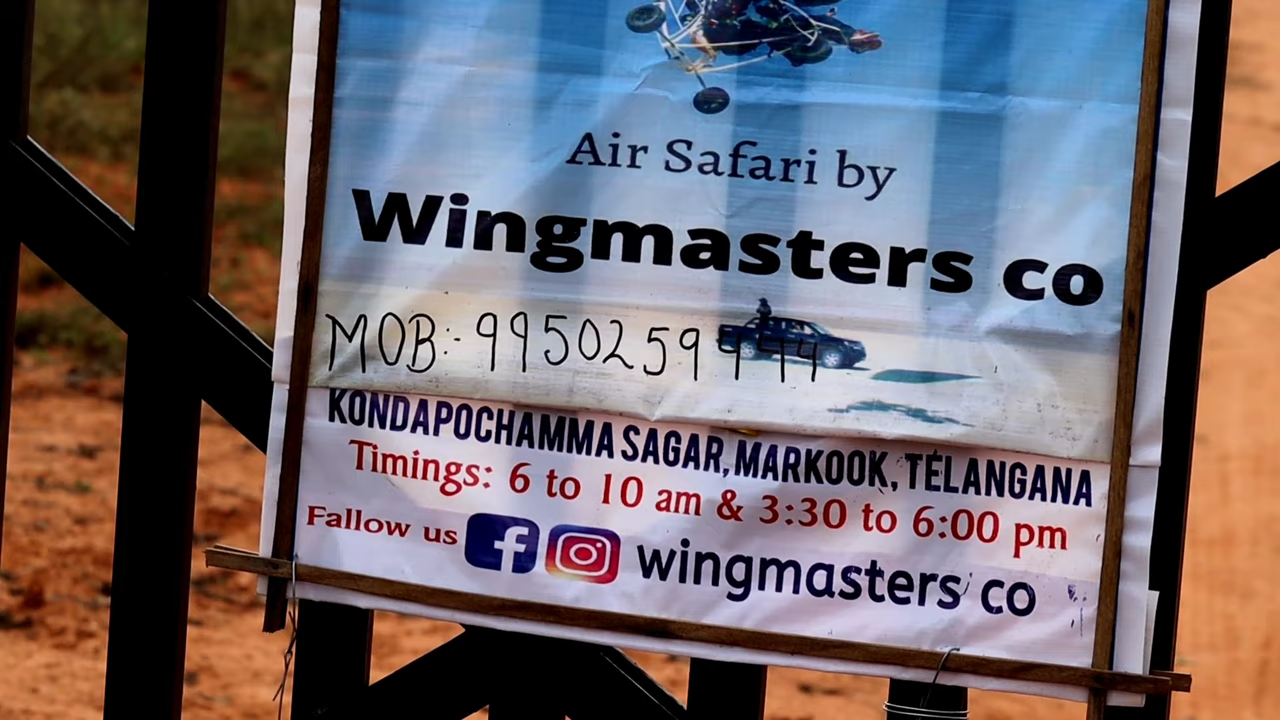 Air Safari by
Wingmasters co
MOB:- 9950259444
KONDAPOCHAMMA SAGAR, MARKOOK, TELANGANA
Timings: 6 to 10 am & 3:30 to 6:00 pm
Fallow us wingmasters co